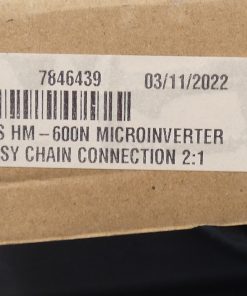 7846439 03/11/2022
S HM-600N MICROINVERTER
SY CHAIN CONNECTION 2:1